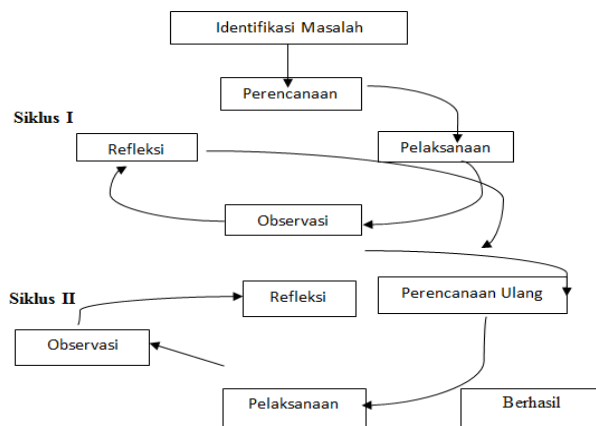 Identifikasi Masalah
Perencanaan
Siklus I
Refleksi
Pelaksanaan
Observasi
Siklus II
Refleksi
Perencanaan Ulang
Observasi
Pelaksanaan
Berhasil